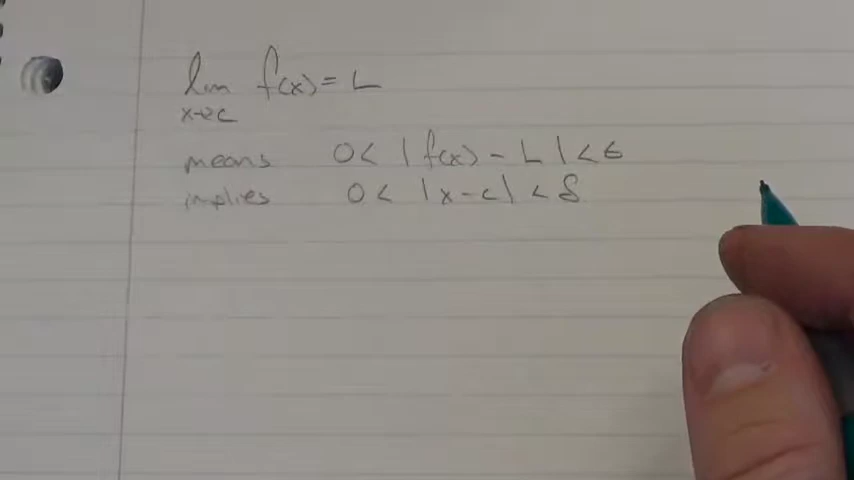 lim f(x) = L
x→c
means 0 < | f(x) - L | < ϵ
implies 0 < | x - c | < δ